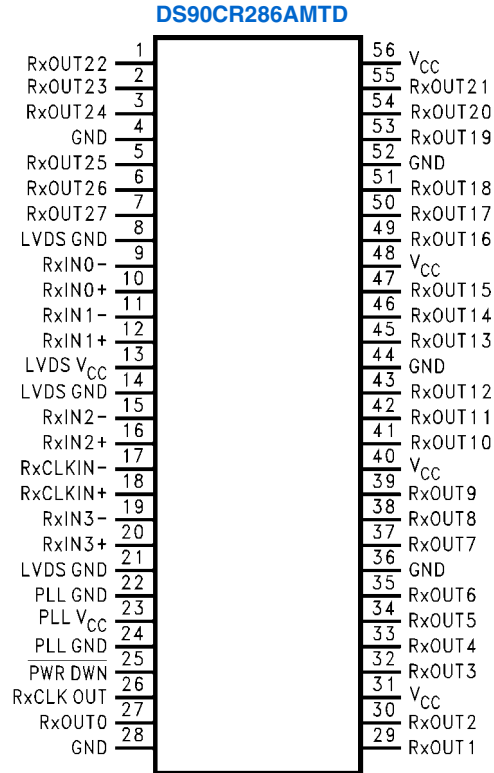 DS90CR286AMTD
RxOUT22 1
RxOUT23 2
RxOUT24 3
GND 4
RxOUT25 5
RxOUT26 6
RxOUT27 7
LVDS GND 8
RxIN0- 9
RxIN0+ 10
RxIN1- 11
RxIN1+ 12
LVDS VCC 13
LVDS GND 14
RxIN2- 15
RxIN2+ 16
RxCLKIN- 17
RxCLKIN+ 18
RxIN3- 19
RxIN3+ 20
LVDS GND 21
PLL GND 22
PLL VCC 23
PLL GND 24
PWR DWN 25
RxCLK OUT 26
RxOUT0 27
GND 28
56 VCC
55 RxOUT21
54 RxOUT20
53 RxOUT19
52 GND
51 RxOUT18
50 RxOUT17
49 RxOUT16
48 VCC
47 RxOUT15
46 RxOUT14
45 RxOUT13
44 GND
43 RxOUT12
42 RxOUT11
41 RxOUT10
40 VCC
39 RxOUT9
38 RxOUT8
37 RxOUT7
36 GND
35 RxOUT6
34 RxOUT5
33 RxOUT4
32 RxOUT3
31 VCC
30 RxOUT2
29 RxOUT1